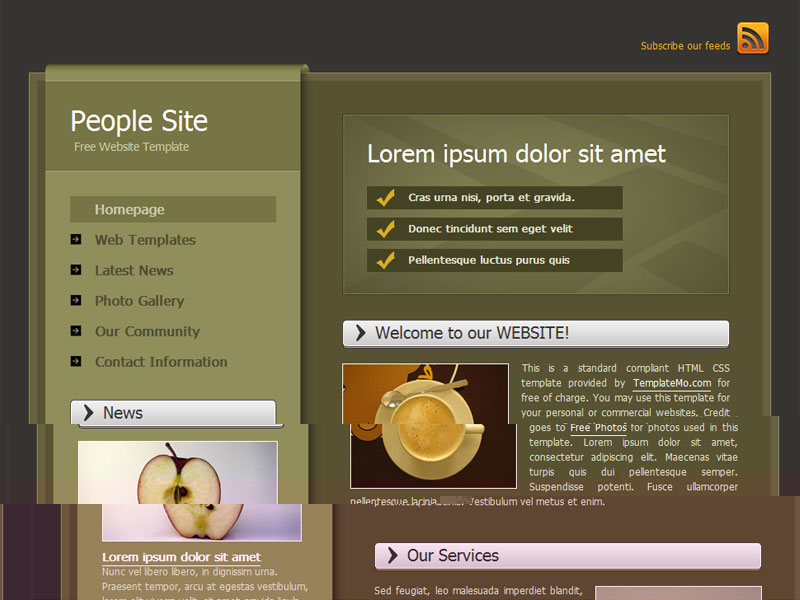 Subscribe our feeds
People Site
Free Website Template
Homepage
Web Templates
Latest News
Photo Gallery
Our Community
Contact Information
News
Lorem ipsum dolor sit amet
Nunc vel libero libero, in dignissim urna.
Praesent tempor, arcu at egestas vestibulum,
Lorem ipsum dolor sit amet
Cras urna nisi, porta et gravida.
Donec tincidunt sem eget velit
Pellentesque luctus purus quis
Welcome to our WEBSITE!
This is a standard compliant HTML CSS
template provided by TemplateMo.com for
free of charge. You may use this template for
your personal or commercial websites. Credit
goes to Free Photos for photos used in this
template. Lorem ipsum dolor sit amet,
consectetur adipiscing elit. Maecenas vitae
turpis quis dui pellentesque semper.
Suspendisse potenti. Fusce ullamcorper
pellentesque lacinia. Vestibulum vel metus et enim.
Our Services
Sed feugiat, leo malesuada imperdiet blandit,